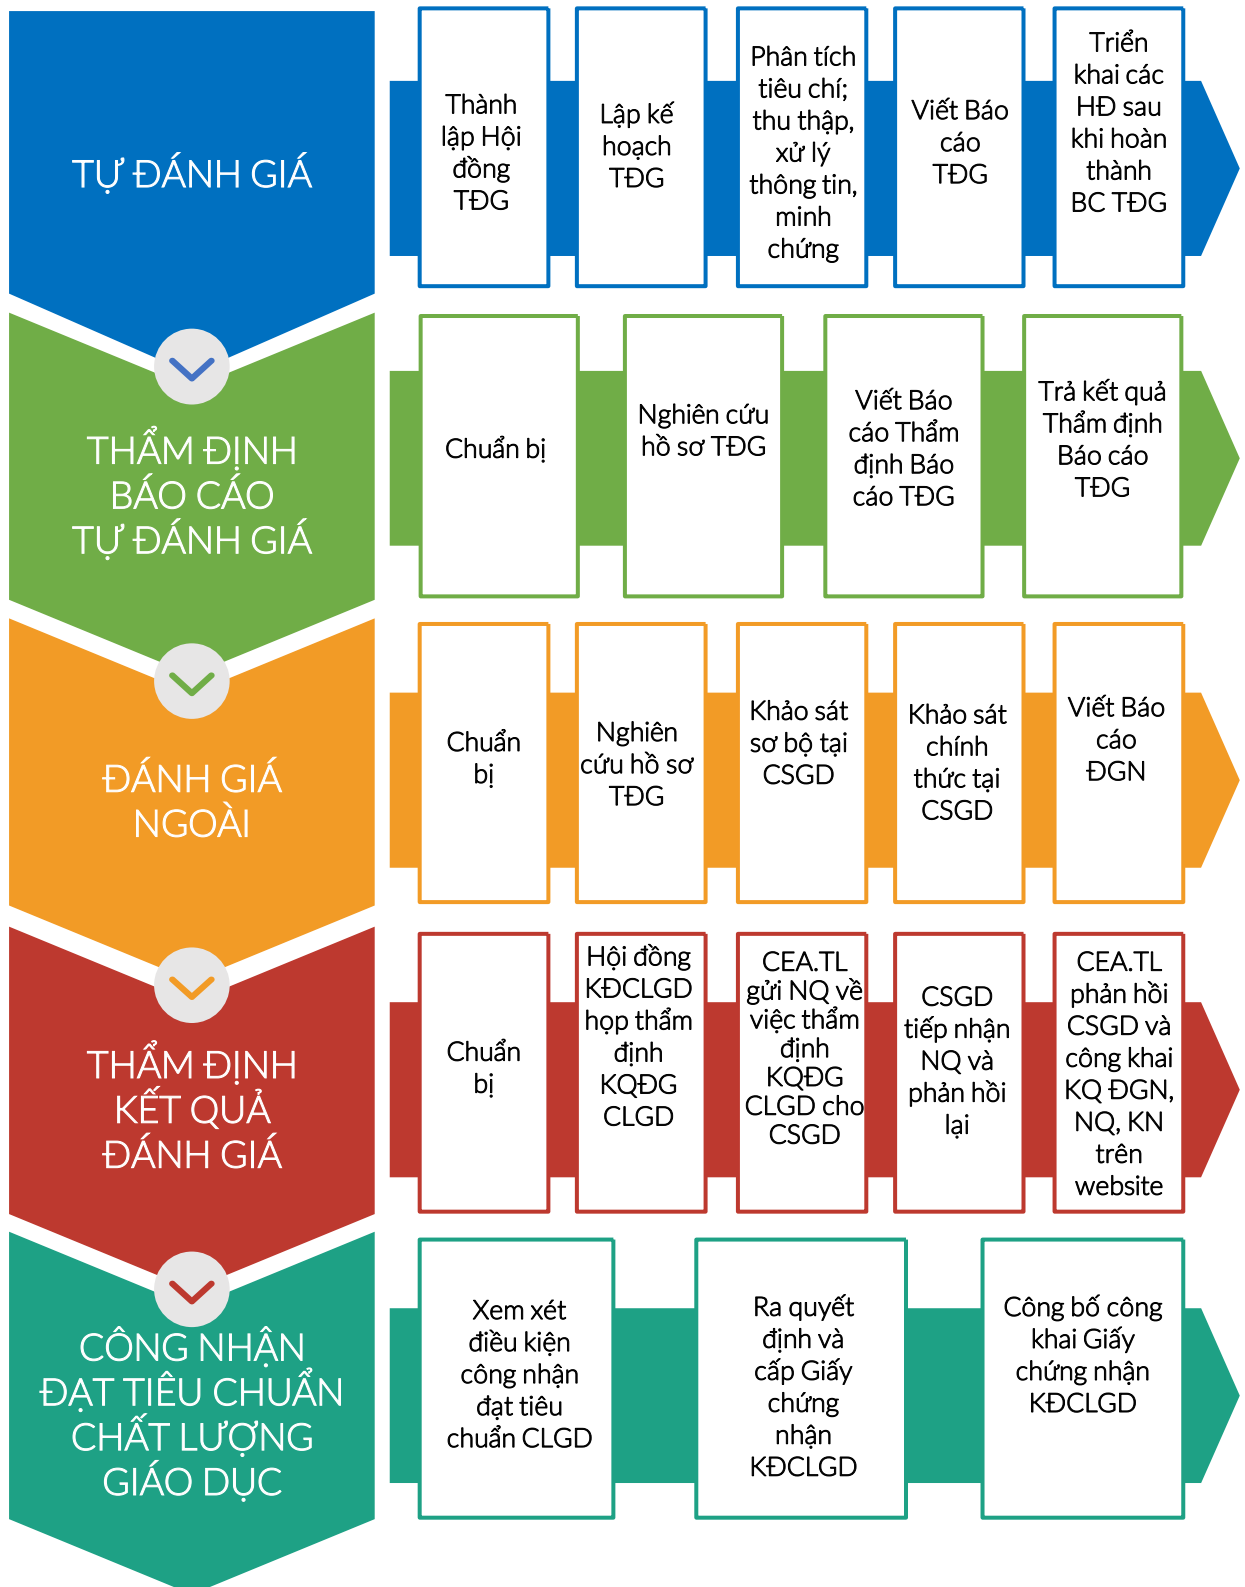 TỰ ĐÁNH GIÁ
Thành
lập Hội
đồng
TĐG
Lập kế
hoạch
TĐG
Phân tích
tiêu chí;
thu thập,
xử lý
thông tin,
minh
chứng
Viết Báo
cáo
TĐG
Triển
khai các
HĐ sau
khi hoàn
thành
BC TĐG
THẨM ĐỊNH
BÁO CÁO
TỰ ĐÁNH GIÁ
Chuẩn bị
Nghiên cứu
hồ sơ TĐG
Viết Báo
cáo Thẩm
định Báo
cáo TĐG
Trả kết quả
Thẩm định
Báo cáo
TĐG
ĐÁNH GIÁ
NGOÀI
Chuẩn
bị
Nghiên
cứu hồ sơ
TĐG
Khảo sát
sơ bộ tại
CSGD
Khảo sát
chính
thức tại
CSGD
Viết Báo
cáo
ĐGN
THẨM ĐỊNH
KẾT QUẢ
ĐÁNH GIÁ
Chuẩn
bị
Hội đồng
KĐCLGD
họp thẩm
định
KQĐG
CLGD
CEA.TL
gửi NQ về
việc thẩm
định
KQĐG
CLGD cho
CSGD
CSGD
tiếp nhận
NQ và
phản hồi
lại
CEA.TL
phản hồi
CSGD và
công khai
KQ ĐGN,
NQ, KN
trên
website
CÔNG NHẬN
ĐẠT TIÊU CHUẨN
CHẤT LƯỢNG
GIÁO DỤC
Xem xét
điều kiện
công nhận
đạt tiêu
chuẩn CLGD
Ra quyết
định và
cấp Giấy
chứng
nhận
KĐCLGD
Công bố công
khai Giấy
chứng nhận
KĐCLGD